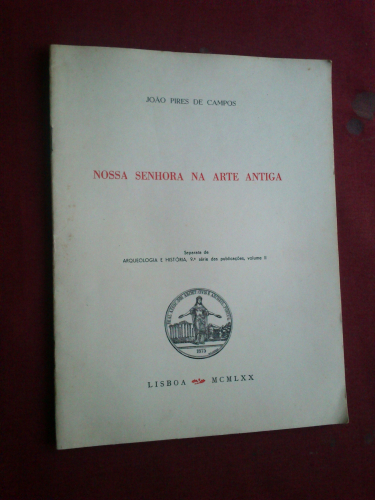 JOÃO PIRES DE CAMPOS
NOSSA SENHORA NA ARTE ANTIGA
Separata de
ARQUEOLOGIA E HISTÓRIA, 9.ª série das publicações, volume II
LISBOA MCMLXX